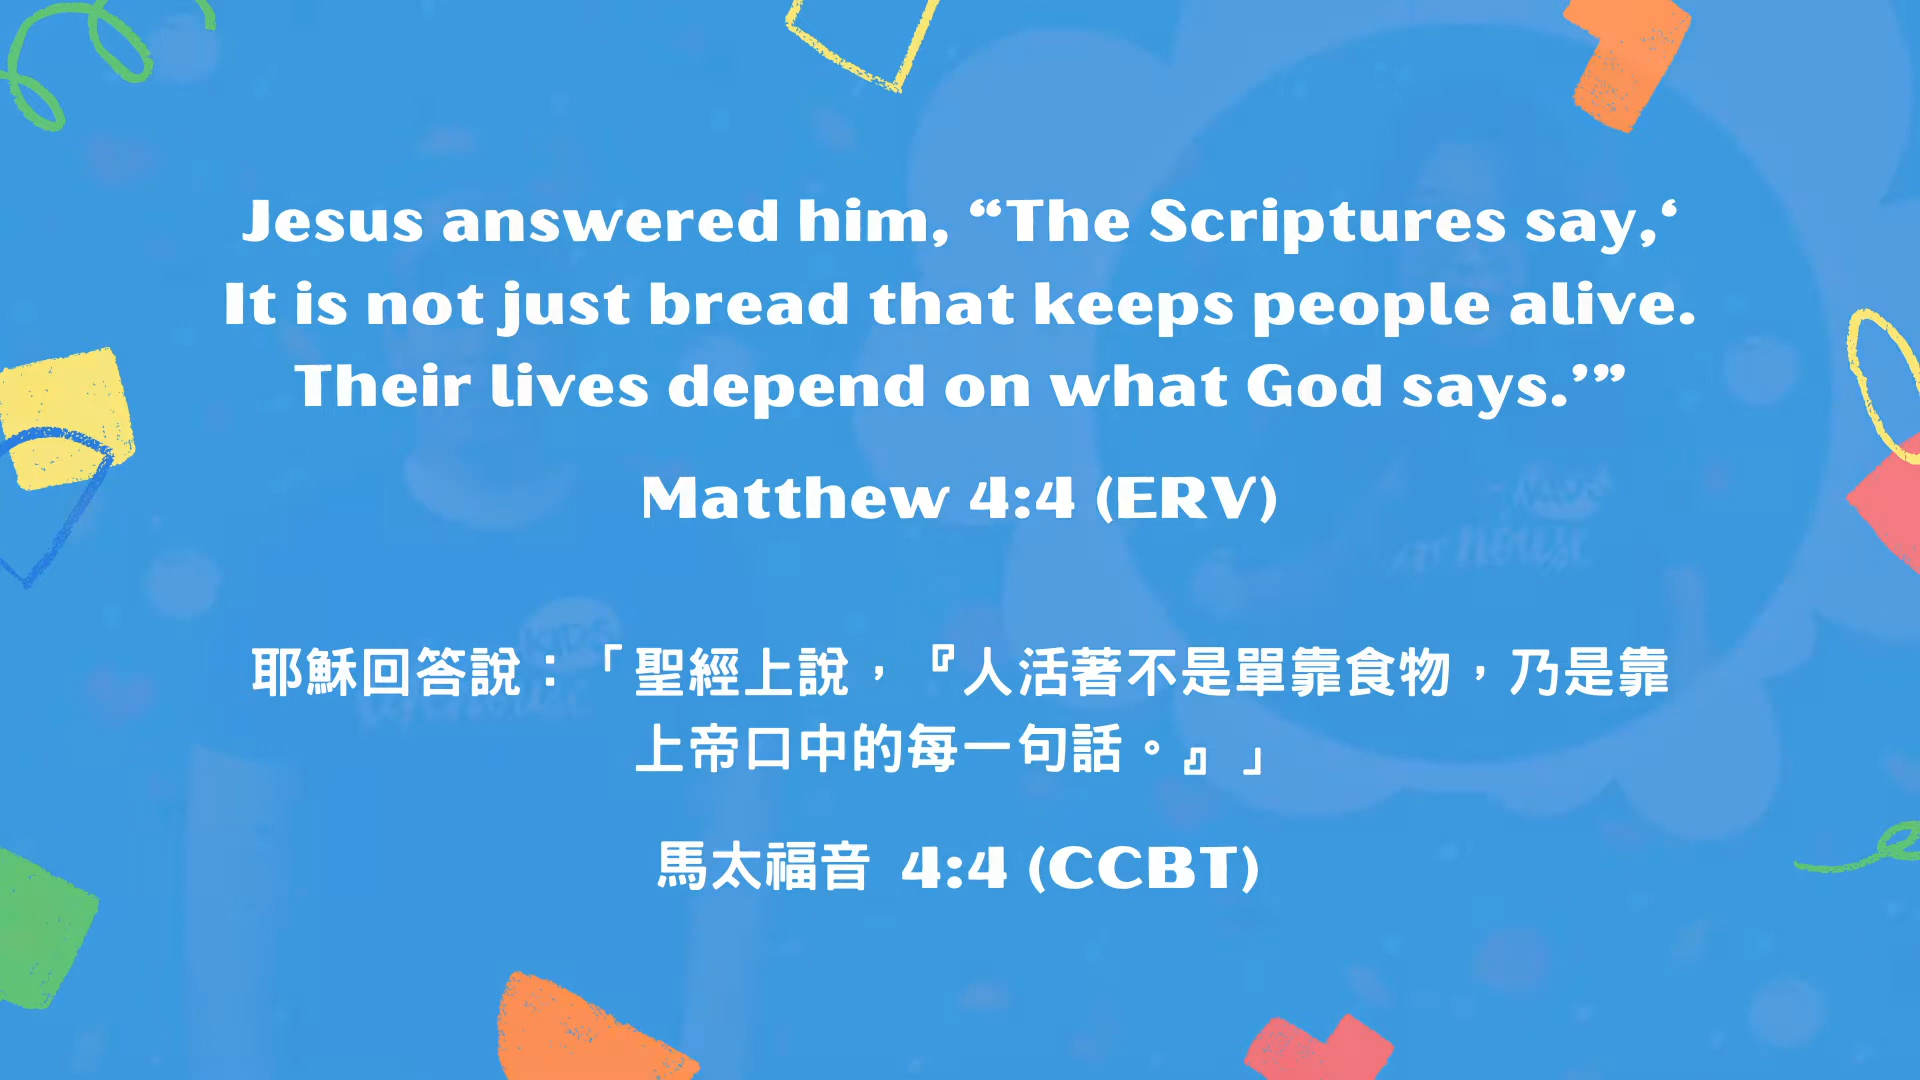 Jesus answered him, “The Scriptures say,‘
It is not just bread that keeps people alive.
Their lives depend on what God says.’”
Matthew 4:4 (ERV)
耶穌回答說：「聖經上說，『人活著不是單靠食物，乃是靠
上帝口中的每一句話。』」
馬太福音 4:4 (CCBT)